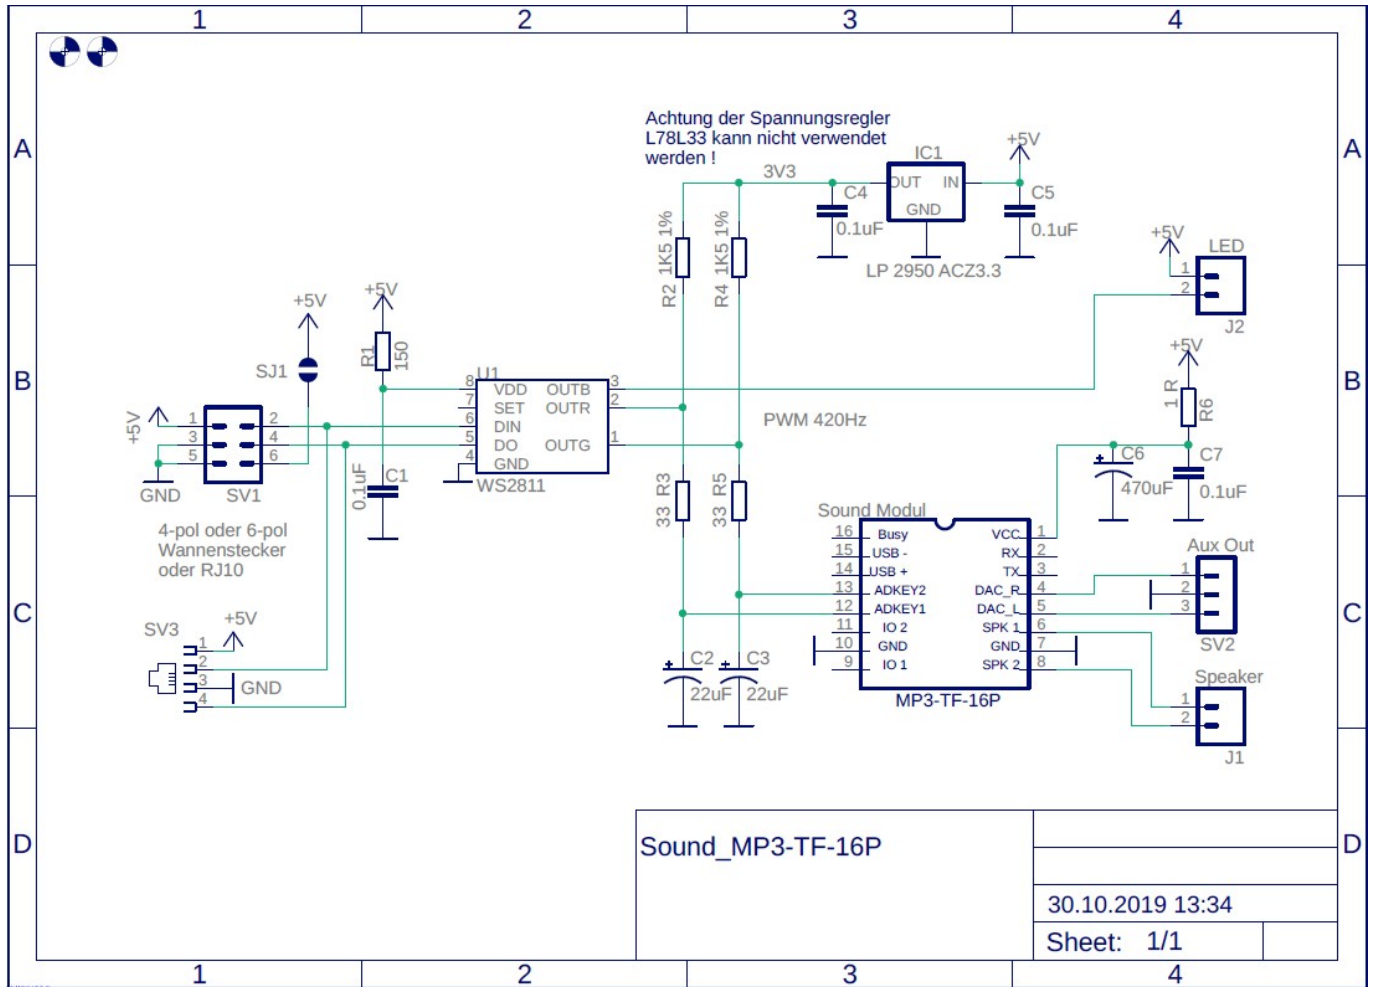 1 2 3 4
A A
Achtung der Spannungsregler
L78L33 kann nicht verwendet
werden !
IC1
+5V
3V3
OUT IN
GND
C4
0.1uF
C5
0.1uF
LP 2950 ACZ3.3
R2 1K5 1%
R4 1K5 1%
+5V
LED
1
2
J2
B B
+5V
SJ1
+5V
R1
150
U1
8 VDD OUTB 3
7 SET OUTR 2
6 DIN
5 DO OUTG 1
4 GND
WS2811
PWM 420Hz
+5V
1 R
R6
C6
470uF
C7
0.1uF
+5V
1 2
3 4
5 6
GND
SV1
0.1uF
C1
33 R3
33 R5
4-pol oder 6-pol
Wannenstecker
oder RJ10
Sound Modul
16 Busy VCC 1
15 USB - RX 2
14 USB + TX 3
13 ADKEY2 DAC_R 4
12 ADKEY1 DAC_L 5
11 IO 2 SPK 1 6
10 GND GND 7
9 IO 1 SPK 2 8
MP3-TF-16P
Aux Out
1
2
3
SV2
C C
SV3
+5V
1
2
3
4
GND
C2
22uF
C3
22uF
Speaker
1
2
J1
D D
Sound_MP3-TF-16P
30.10.2019 13:34
Sheet: 1/1
1 2 3 4